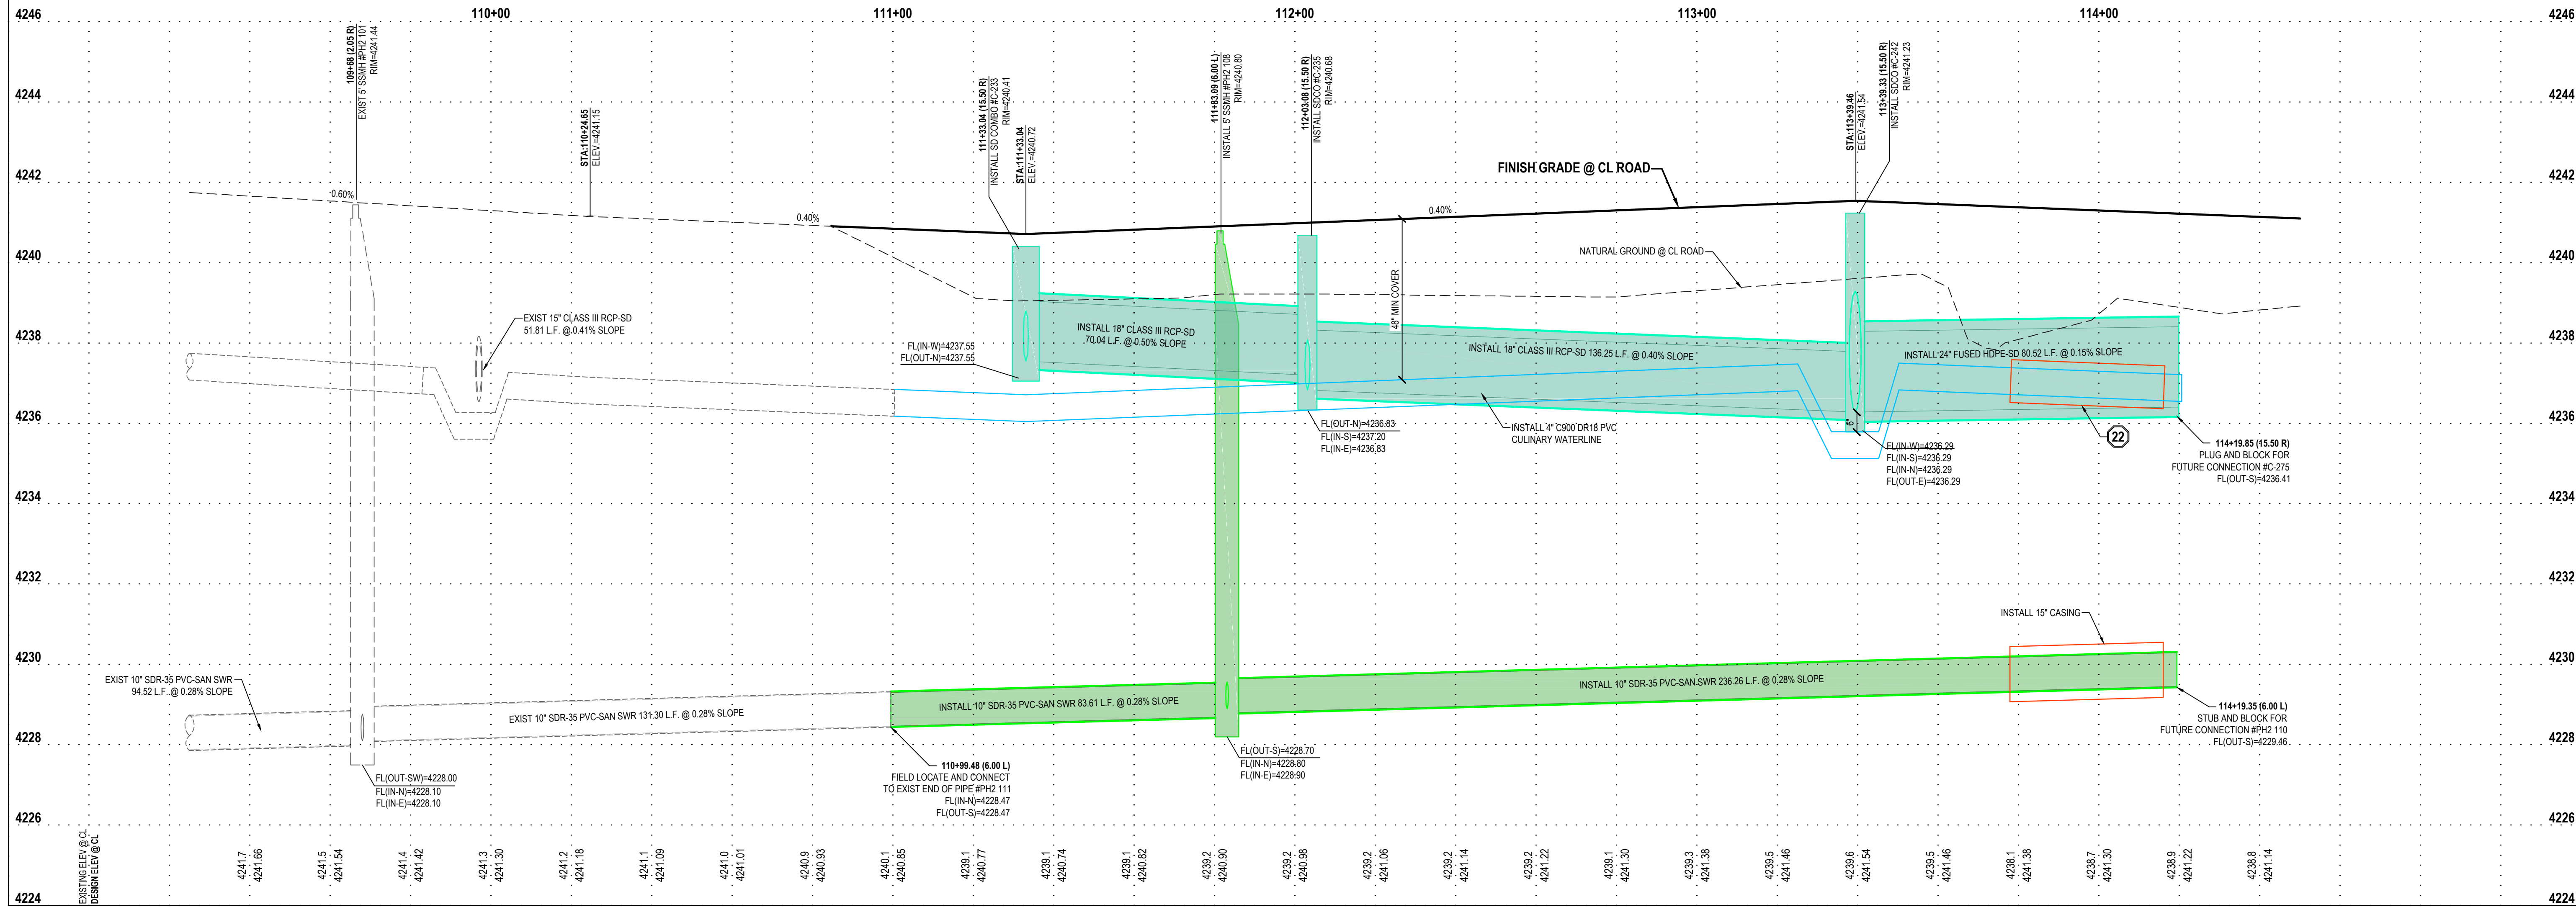 110+00
111+00
112+00
113+00
114+00
4246
4246
4244
4244
4242
4242
4240
4240
4238
4238
4236
4236
4234
4234
4232
4232
4230
4230
4228
4228
4226
4226
4224
4224
109+68 (2.05 R)
EXIST 5' SSMH #PH2 101
RIM=4241.44
STA:110+24.65
ELEV.=4241.15
111+33.04 (15.50 R)
INSTALL SD COMBO #C-233
RIM=4240.41
STA:111+33.04
ELEV.=4240.72
111+83.09 (6.00 L)
INSTALL 5' SSMH #PH2 108
RIM=4240.80
112+03.08 (15.50 R)
INSTALL SDCO #C-235
RIM=4240.68
STA:113+39.46
ELEV.=4241.54
113+39.33 (15.50 R)
INSTALL SDCO #C-242
RIM=4241.23
0.60%
0.40%
0.40%
FINISH GRADE @ CL ROAD
NATURAL GROUND @ CL ROAD
48" MIN COVER
EXIST 15" CLASS III RCP-SD
51.81 L.F. @ 0.41% SLOPE
FL(IN-W)=4237.55
FL(OUT-N)=4237.55
INSTALL 18" CLASS III RCP-SD
70.04 L.F. @ 0.50% SLOPE
INSTALL 18" CLASS III RCP-SD 136.25 L.F. @ 0.40% SLOPE
INSTALL 24" FUSED HDPE-SD 80.52 L.F. @ 0.15% SLOPE
FL(OUT-N)=4236.83
FL(IN-S)=4237.20
FL(IN-E)=4236.83
INSTALL 4" C900 DR18 PVC
CULINARY WATERLINE
6"
FL(IN-W)=4236.29
FL(IN-S)=4236.29
FL(IN-N)=4236.29
FL(OUT-E)=4236.29
22
114+19.85 (15.50 R)
PLUG AND BLOCK FOR
FUTURE CONNECTION #C-275
FL(OUT-S)=4236.41
INSTALL 15" CASING
EXIST 10" SDR-35 PVC-SAN SWR
94.52 L.F. @ 0.28% SLOPE
EXIST 10" SDR-35 PVC-SAN SWR 131.30 L.F. @ 0.28% SLOPE
INSTALL 10" SDR-35 PVC-SAN SWR 83.61 L.F. @ 0.28% SLOPE
INSTALL 10" SDR-35 PVC-SAN SWR 236.26 L.F. @ 0.28% SLOPE
FL(OUT-SW)=4228.00
FL(IN-N)=4228.10
FL(IN-E)=4228.10
110+99.48 (6.00 L)
FIELD LOCATE AND CONNECT
TO EXIST END OF PIPE #PH2 111
FL(IN-N)=4228.47
FL(OUT-S)=4228.47
FL(OUT-S)=4228.70
FL(IN-N)=4228.80
FL(IN-E)=4228.90
114+19.35 (6.00 L)
STUB AND BLOCK FOR
FUTURE CONNECTION #PH2 110
FL(OUT-S)=4229.46
EXISTING ELEV @ CL
DESIGN ELEV @ CL
4241.7
4241.66
4241.5
4241.54
4241.4
4241.42
4241.3
4241.30
4241.2
4241.18
4241.1
4241.09
4241.0
4241.01
4240.9
4240.93
4240.1
4240.85
4239.1
4240.77
4239.1
4240.74
4239.1
4240.82
4239.2
4240.90
4239.2
4240.98
4239.2
4241.06
4239.2
4241.14
4239.2
4241.22
4239.1
4241.30
4239.3
4241.38
4239.5
4241.46
4239.6
4241.54
4239.5
4241.46
4238.1
4241.38
4238.7
4241.30
4238.9
4241.22
4238.8
4241.14